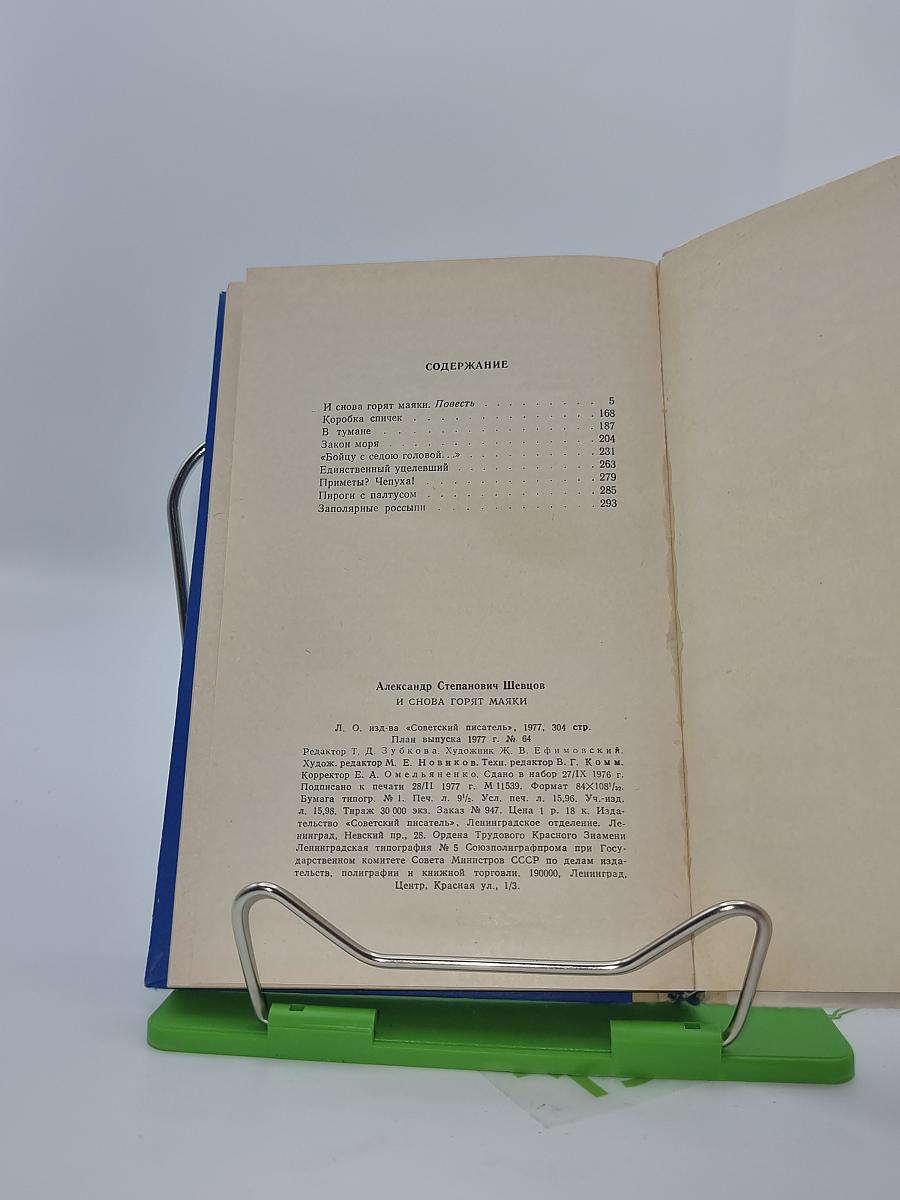 СОДЕРЖАНИЕ
И снова горят маяки. Повесть . . . . . . . . . 5
Коробка спичек . . . . . . . . . . . . . . 168
В тумане . . . . . . . . . . . . . . . . 187
Закон моря . . . . . . . . . . . . . . . 204
«Бойцу с седою головой. . .» . . . . . . . . . . 231
Единственный уцелевший . . . . . . . . . . . 263
Приметы? Чепуха! . . . . . . . . . . . . . 279
Пироги с палтусом . . . . . . . . . . . . . 285
Заполярные россыпи . . . . . . . . . . . . 293
Александр Степанович Шевцов
И СНОВА ГОРЯТ МАЯКИ
Л. О. изд-ва «Советский писатель», 1977, 304 стр.
План выпуска 1977 г. № 64
Редактор Т. Д. Зубкова. Художник Ж. В. Ефимовский.
Худож. редактор М. Е. Новиков. Техн. редактор В. Г. Комм.
Корректор Е. А. Омельяненко. Сдано в набор 27/IX 1976 г.
Подписано к печати 28/II 1977 г. М 11539. Формат 84×108¹/₃₂.
Бумага типогр. № 1. Печ. л. 9¹/₂. Усл. печ. л. 15,96. Уч.-изд.
л. 15,98. Тираж 30 000 экз. Заказ № 947. Цена 1 р. 18 к. Изда-
тельство «Советский писатель», Ленинградское отделение. Ле-
нинград, Невский пр., 28. Ордена Трудового Красного Знамени
Ленинградская типография № 5 Союзполиграфпрома при Госу-
дарственном комитете Совета Министров СССР по делам изда-
тельств, полиграфии и книжной торговли. 190000, Ленинград,
Центр, Красная ул., 1/3.